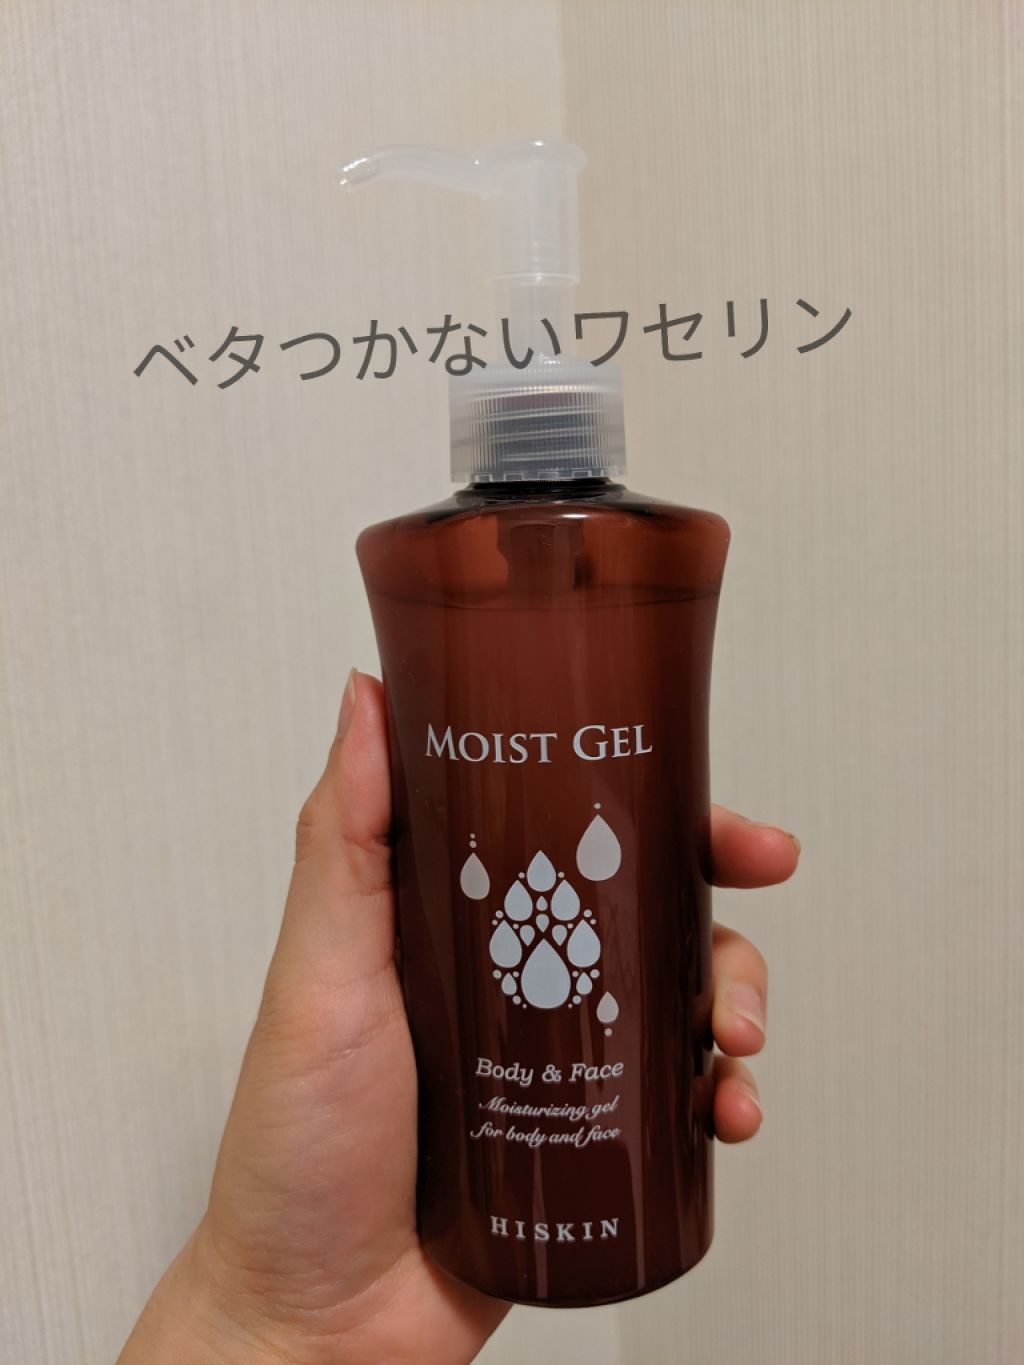 ベタつかないワセリン
MOIST GEL
Body & Face
Moisturizing gel
for body and face
HISKIN